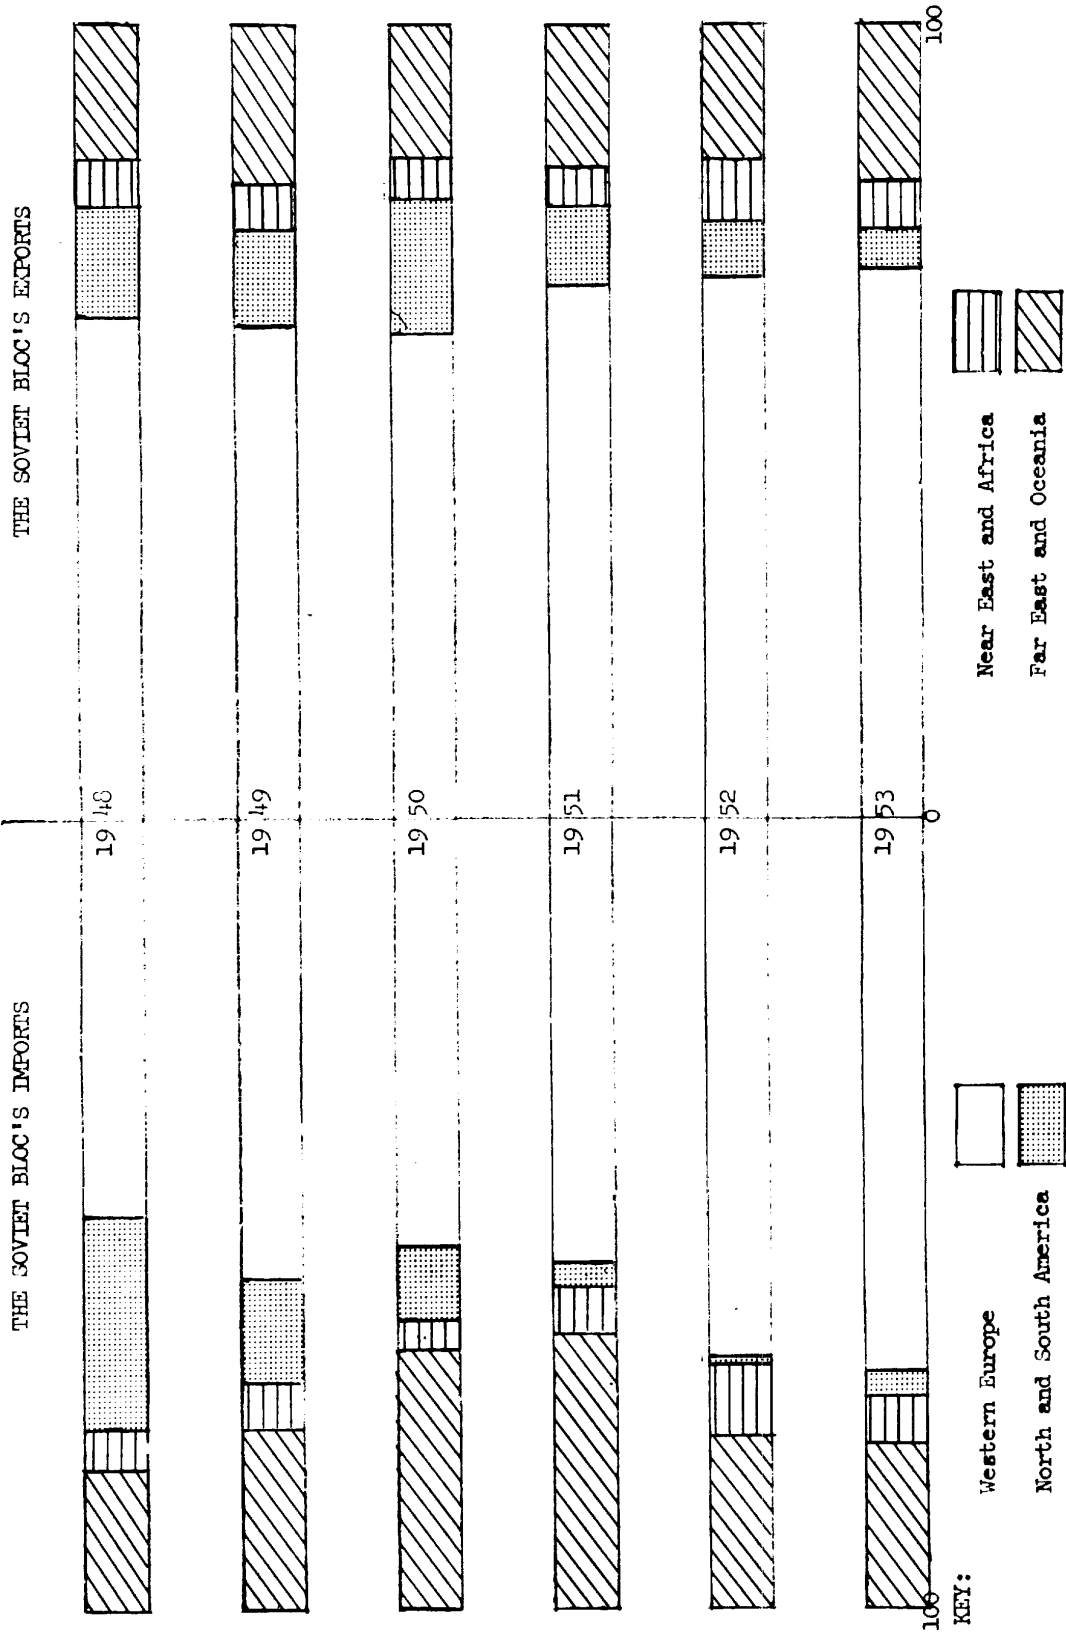 THE SOVIET BLOC'S IMPORTS
THE SOVIET BLOC'S EXPORTS
1948
1949
1950
1951
1952
1953
100
0
100
KEY:
Western Europe
Near East and Africa
North and South America
Far East and Oceania